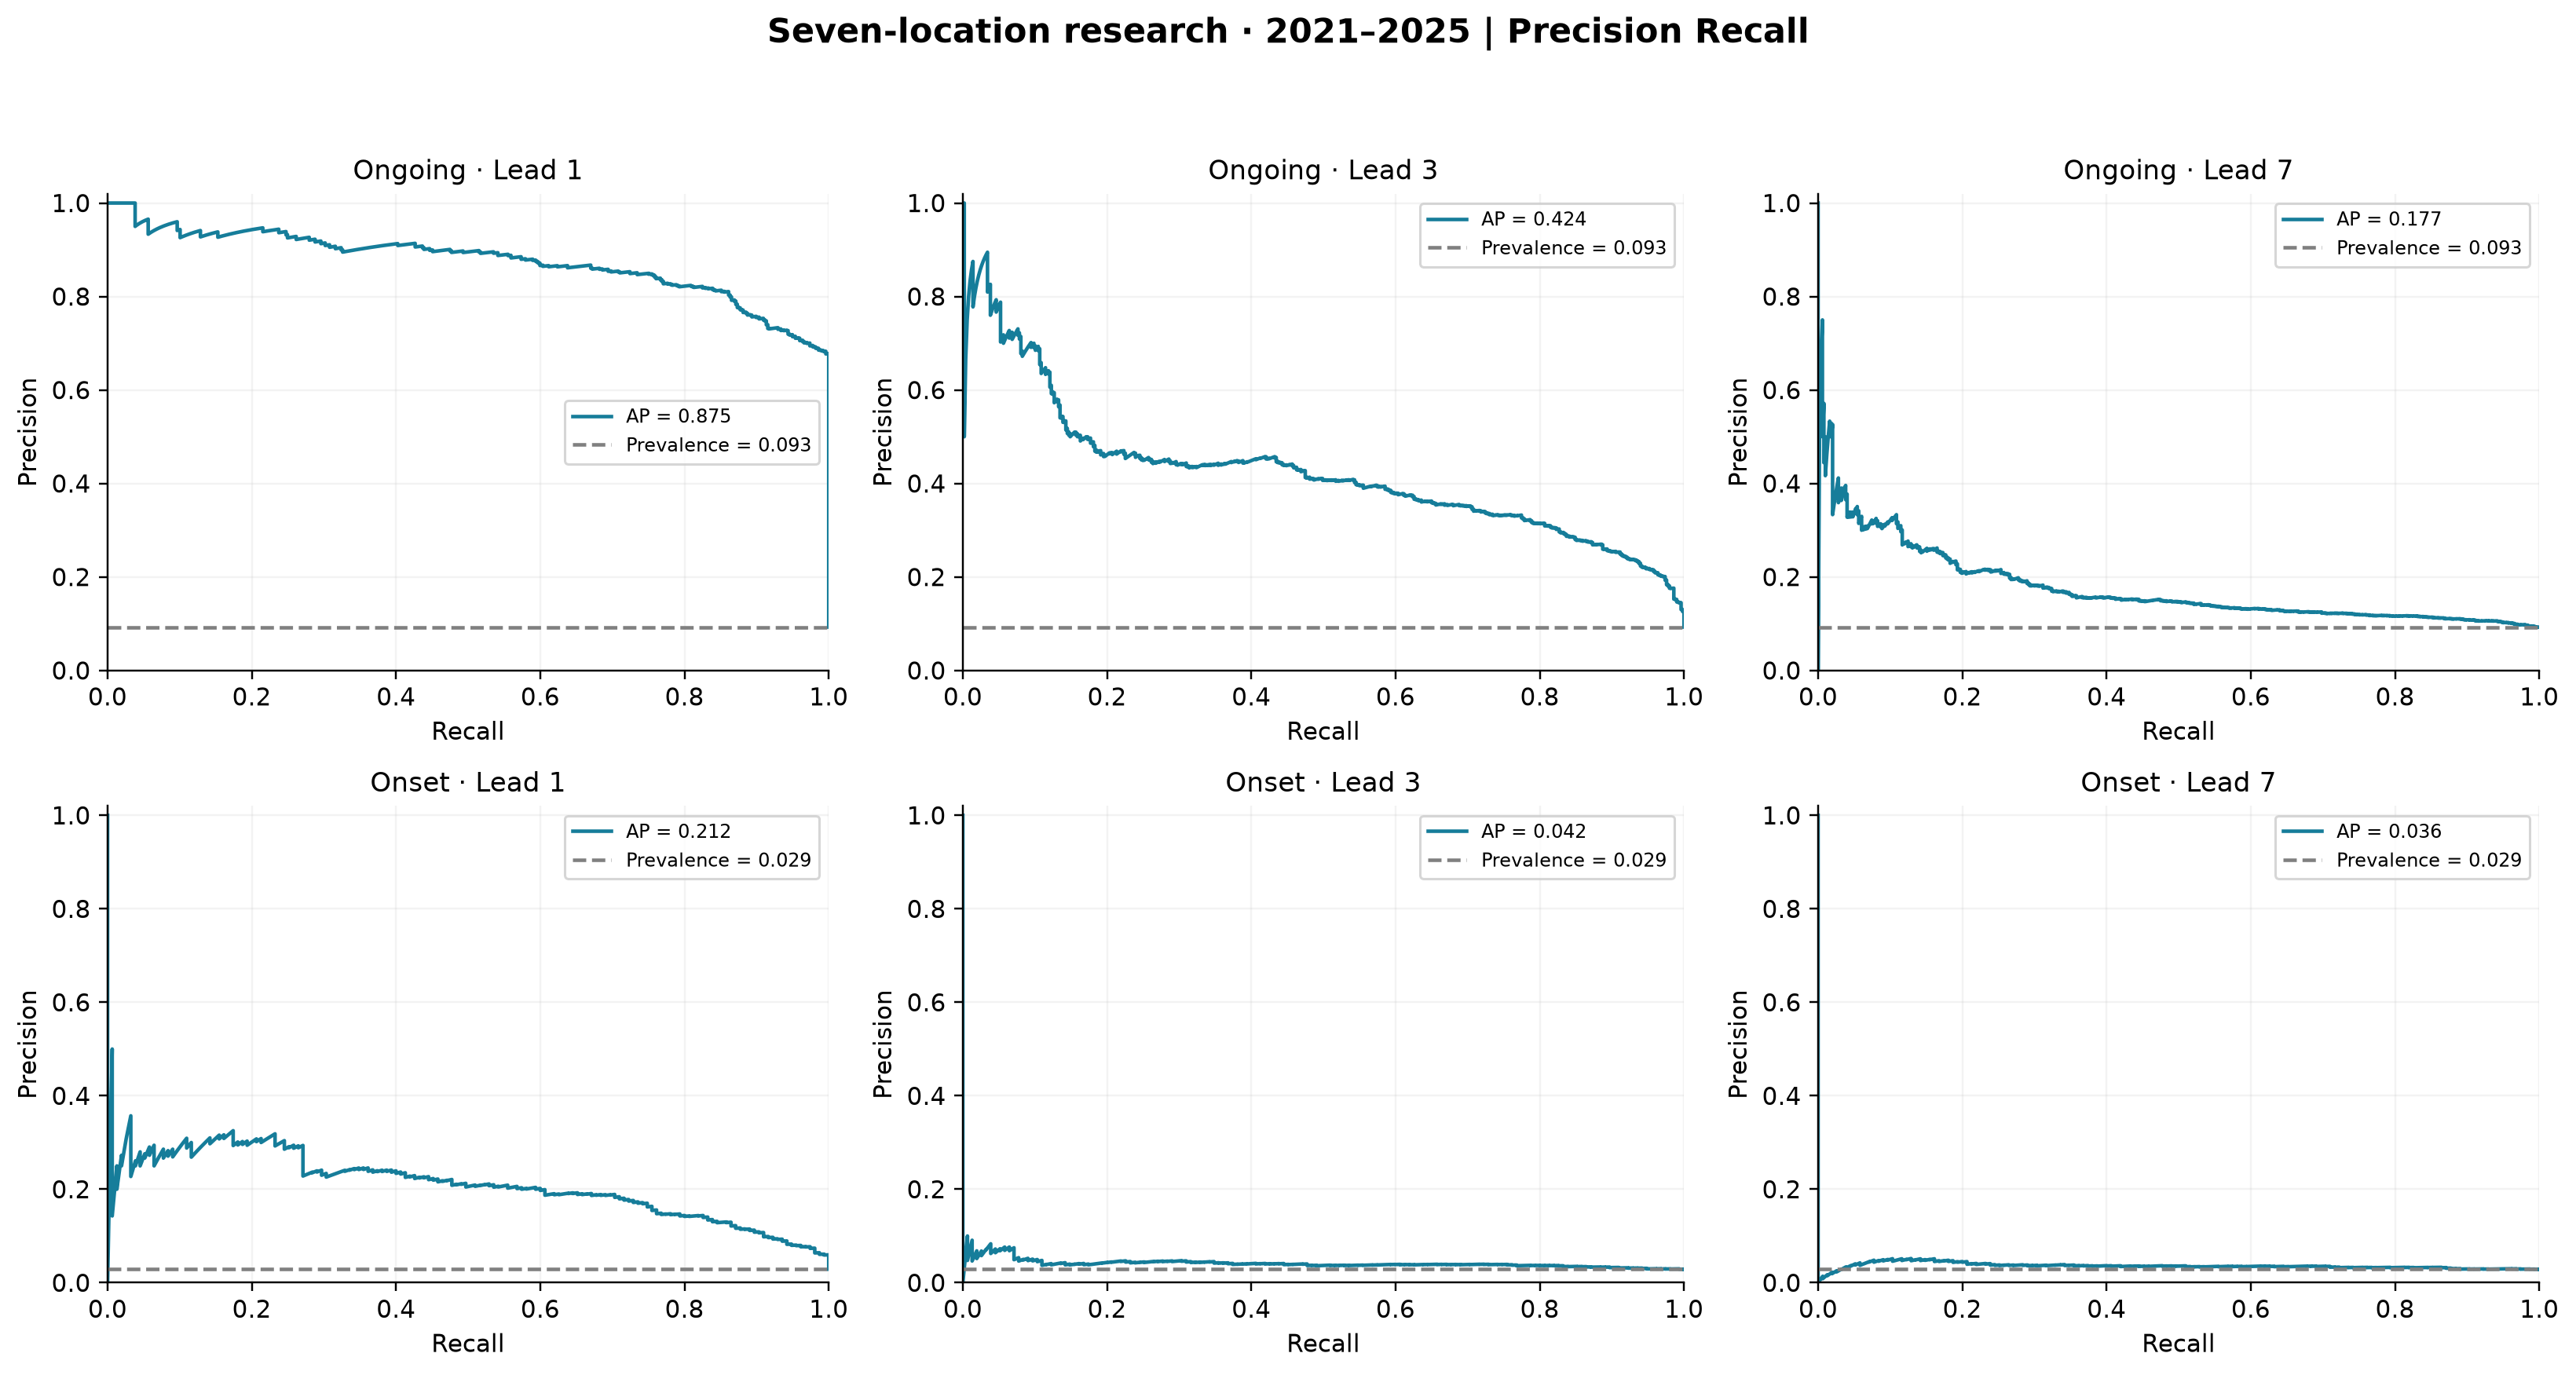 Seven-location research · 2021–2025 | Precision Recall
Ongoing · Lead 1
1.0
0.8
0.6
0.4
0.2
0.0
Precision
AP = 0.875
Prevalence = 0.093
0.0 0.2 0.4 0.6 0.8 1.0
Recall
Ongoing · Lead 3
1.0
0.8
0.6
0.4
0.2
0.0
Precision
AP = 0.424
Prevalence = 0.093
0.0 0.2 0.4 0.6 0.8 1.0
Recall
Ongoing · Lead 7
1.0
0.8
0.6
0.4
0.2
0.0
Precision
AP = 0.177
Prevalence = 0.093
0.0 0.2 0.4 0.6 0.8 1.0
Recall
Onset · Lead 1
1.0
0.8
0.6
0.4
0.2
0.0
Precision
AP = 0.212
Prevalence = 0.029
0.0 0.2 0.4 0.6 0.8 1.0
Recall
Onset · Lead 3
1.0
0.8
0.6
0.4
0.2
0.0
Precision
AP = 0.042
Prevalence = 0.029
0.0 0.2 0.4 0.6 0.8 1.0
Recall
Onset · Lead 7
1.0
0.8
0.6
0.4
0.2
0.0
Precision
AP = 0.036
Prevalence = 0.029
0.0 0.2 0.4 0.6 0.8 1.0
Recall